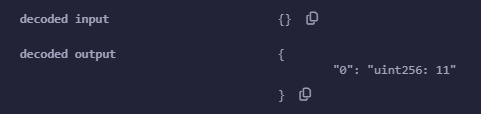 decoded input {}
decoded output {
"0": "uint256: 11"
}